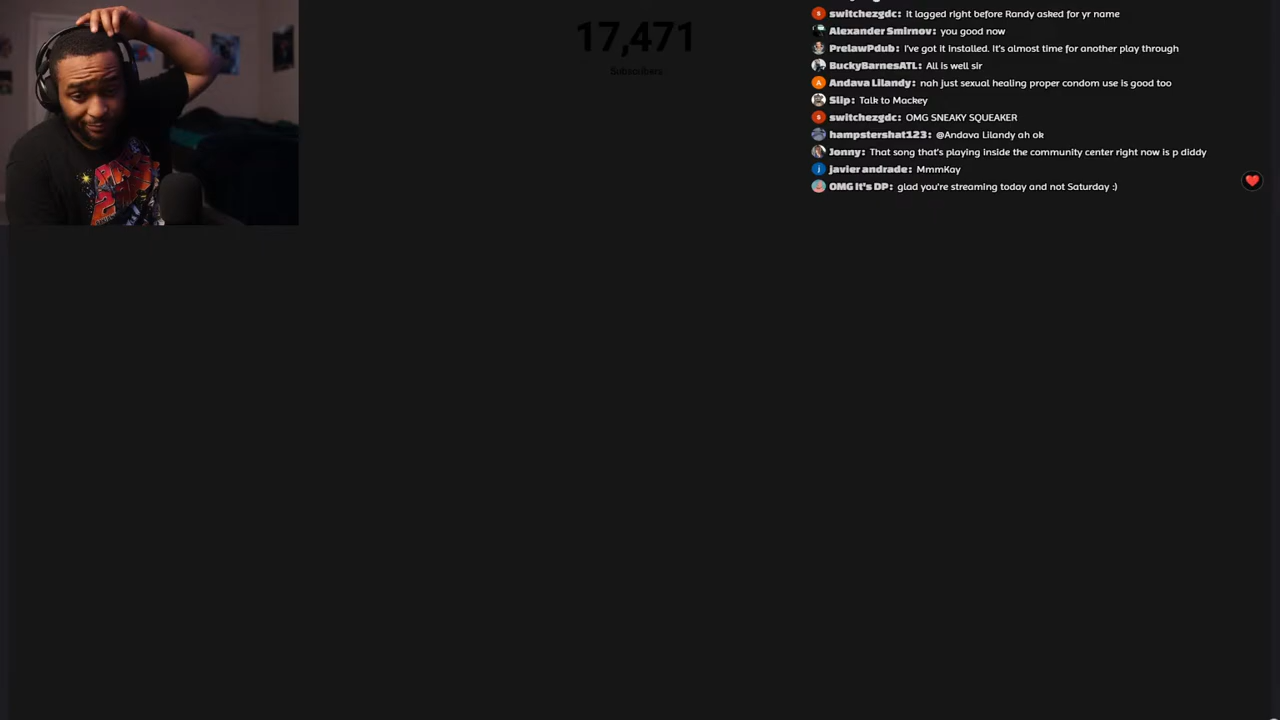 17,471
Subscribers
switchezgdc: It lagged right before Randy asked for yr name
Alexander Smirnov: you good now
PrelawPdub: I've got it installed. It's almost time for another play through
BuckyBarnesATL: All is well sir
Andava Lilandy: nah just sexual healing proper condom use is good too
Slip: Talk to Mackey
switchezgdc: OMG SNEAKY SQUEAKER
hampstershat123: @Andava Lilandy ah ok
Jonny: That song that's playing inside the community center right now is p diddy
javier andrade: MmmKay
OMG It's DP: glad you're streaming today and not Saturday :)